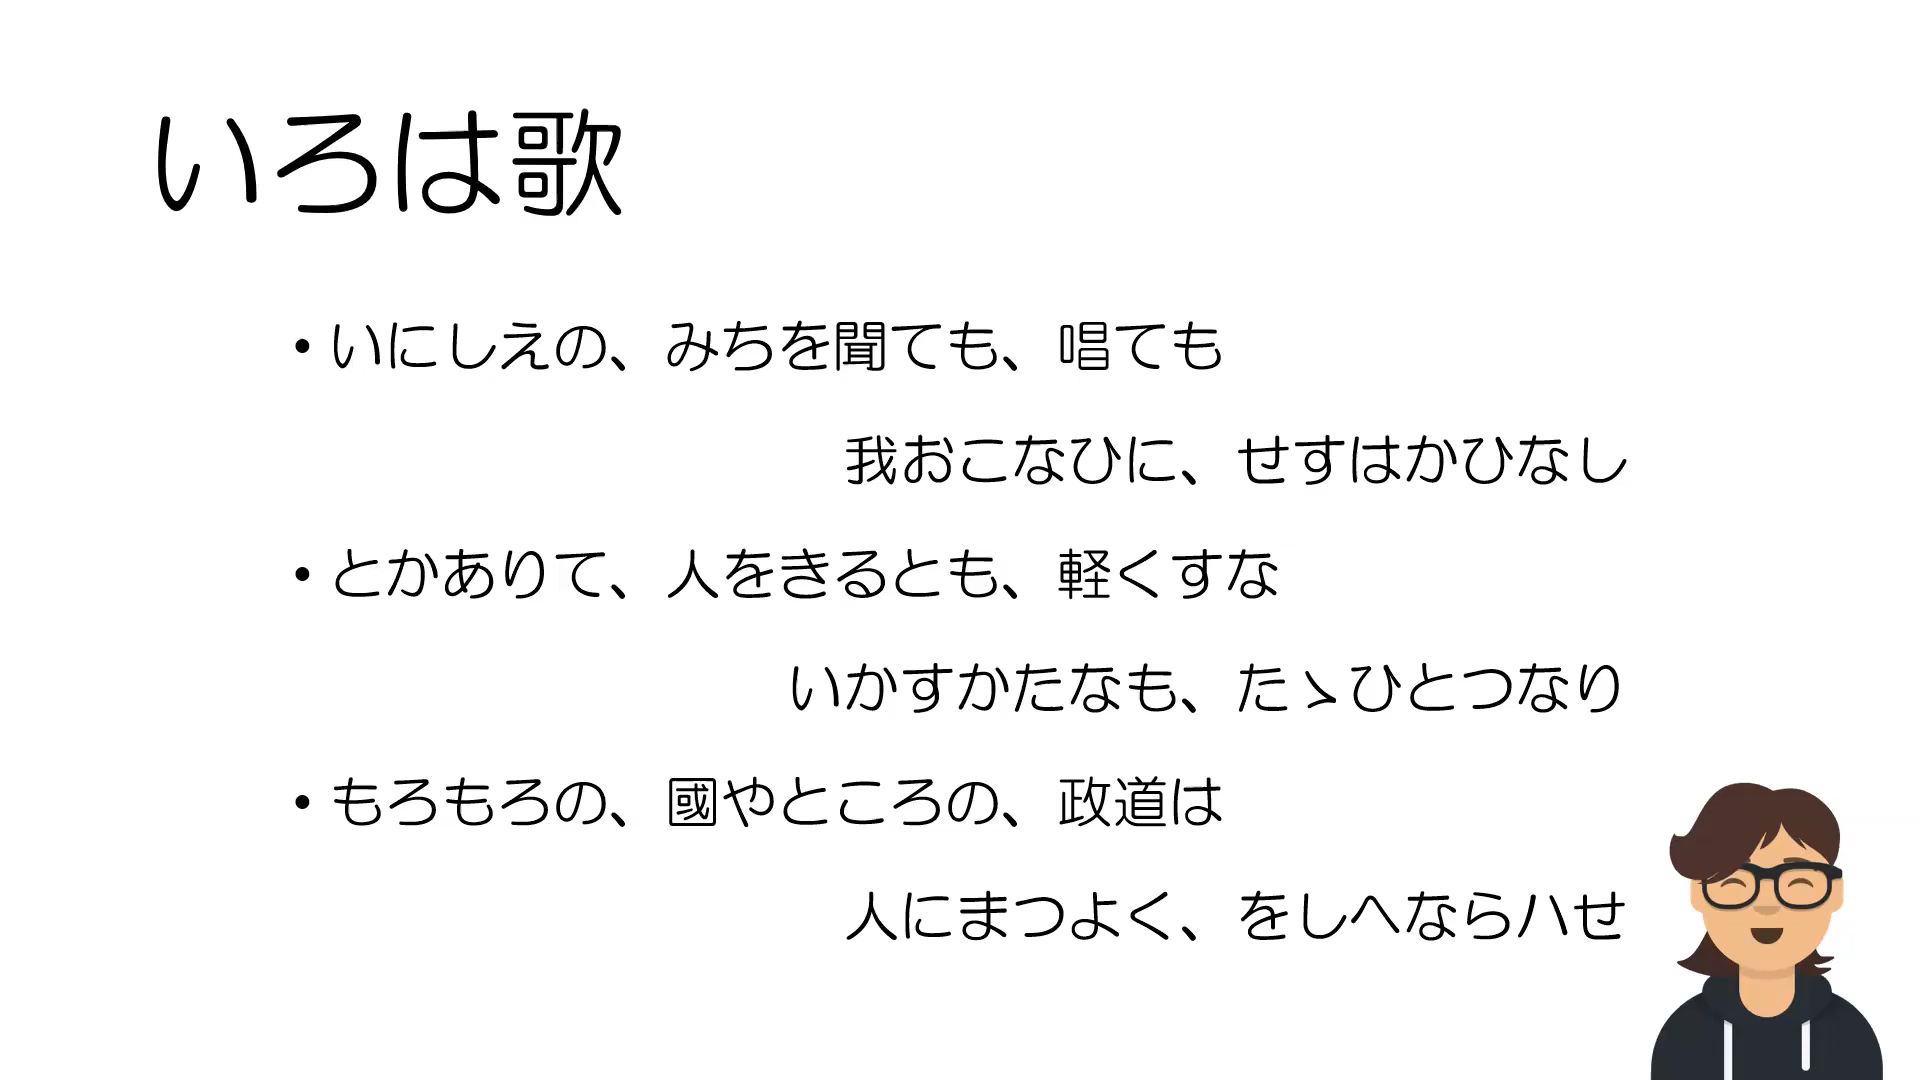 いろは歌
•いにしえの、みちを聞ても、唱ても
我おこなひに、せすはかひなし
•とかありて、人をきるとも、軽くすな
いかすかたなも、たゝひとつなり
•もろもろの、國やところの、政道は
人にまつよく、をしへならハせ